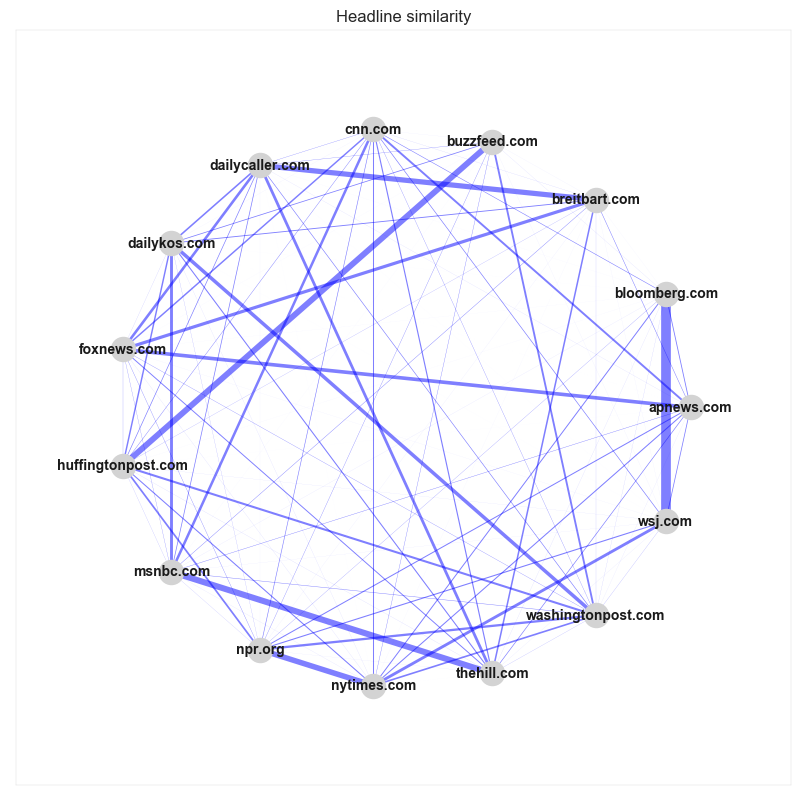 Headline similarity
cnn.com
buzzfeed.com
dailycaller.com
breitbart.com
dailykos.com
bloomberg.com
foxnews.com
apnews.com
huffingtonpost.com
wsj.com
msnbc.com
washingtonpost.com
npr.org
thehill.com
nytimes.com